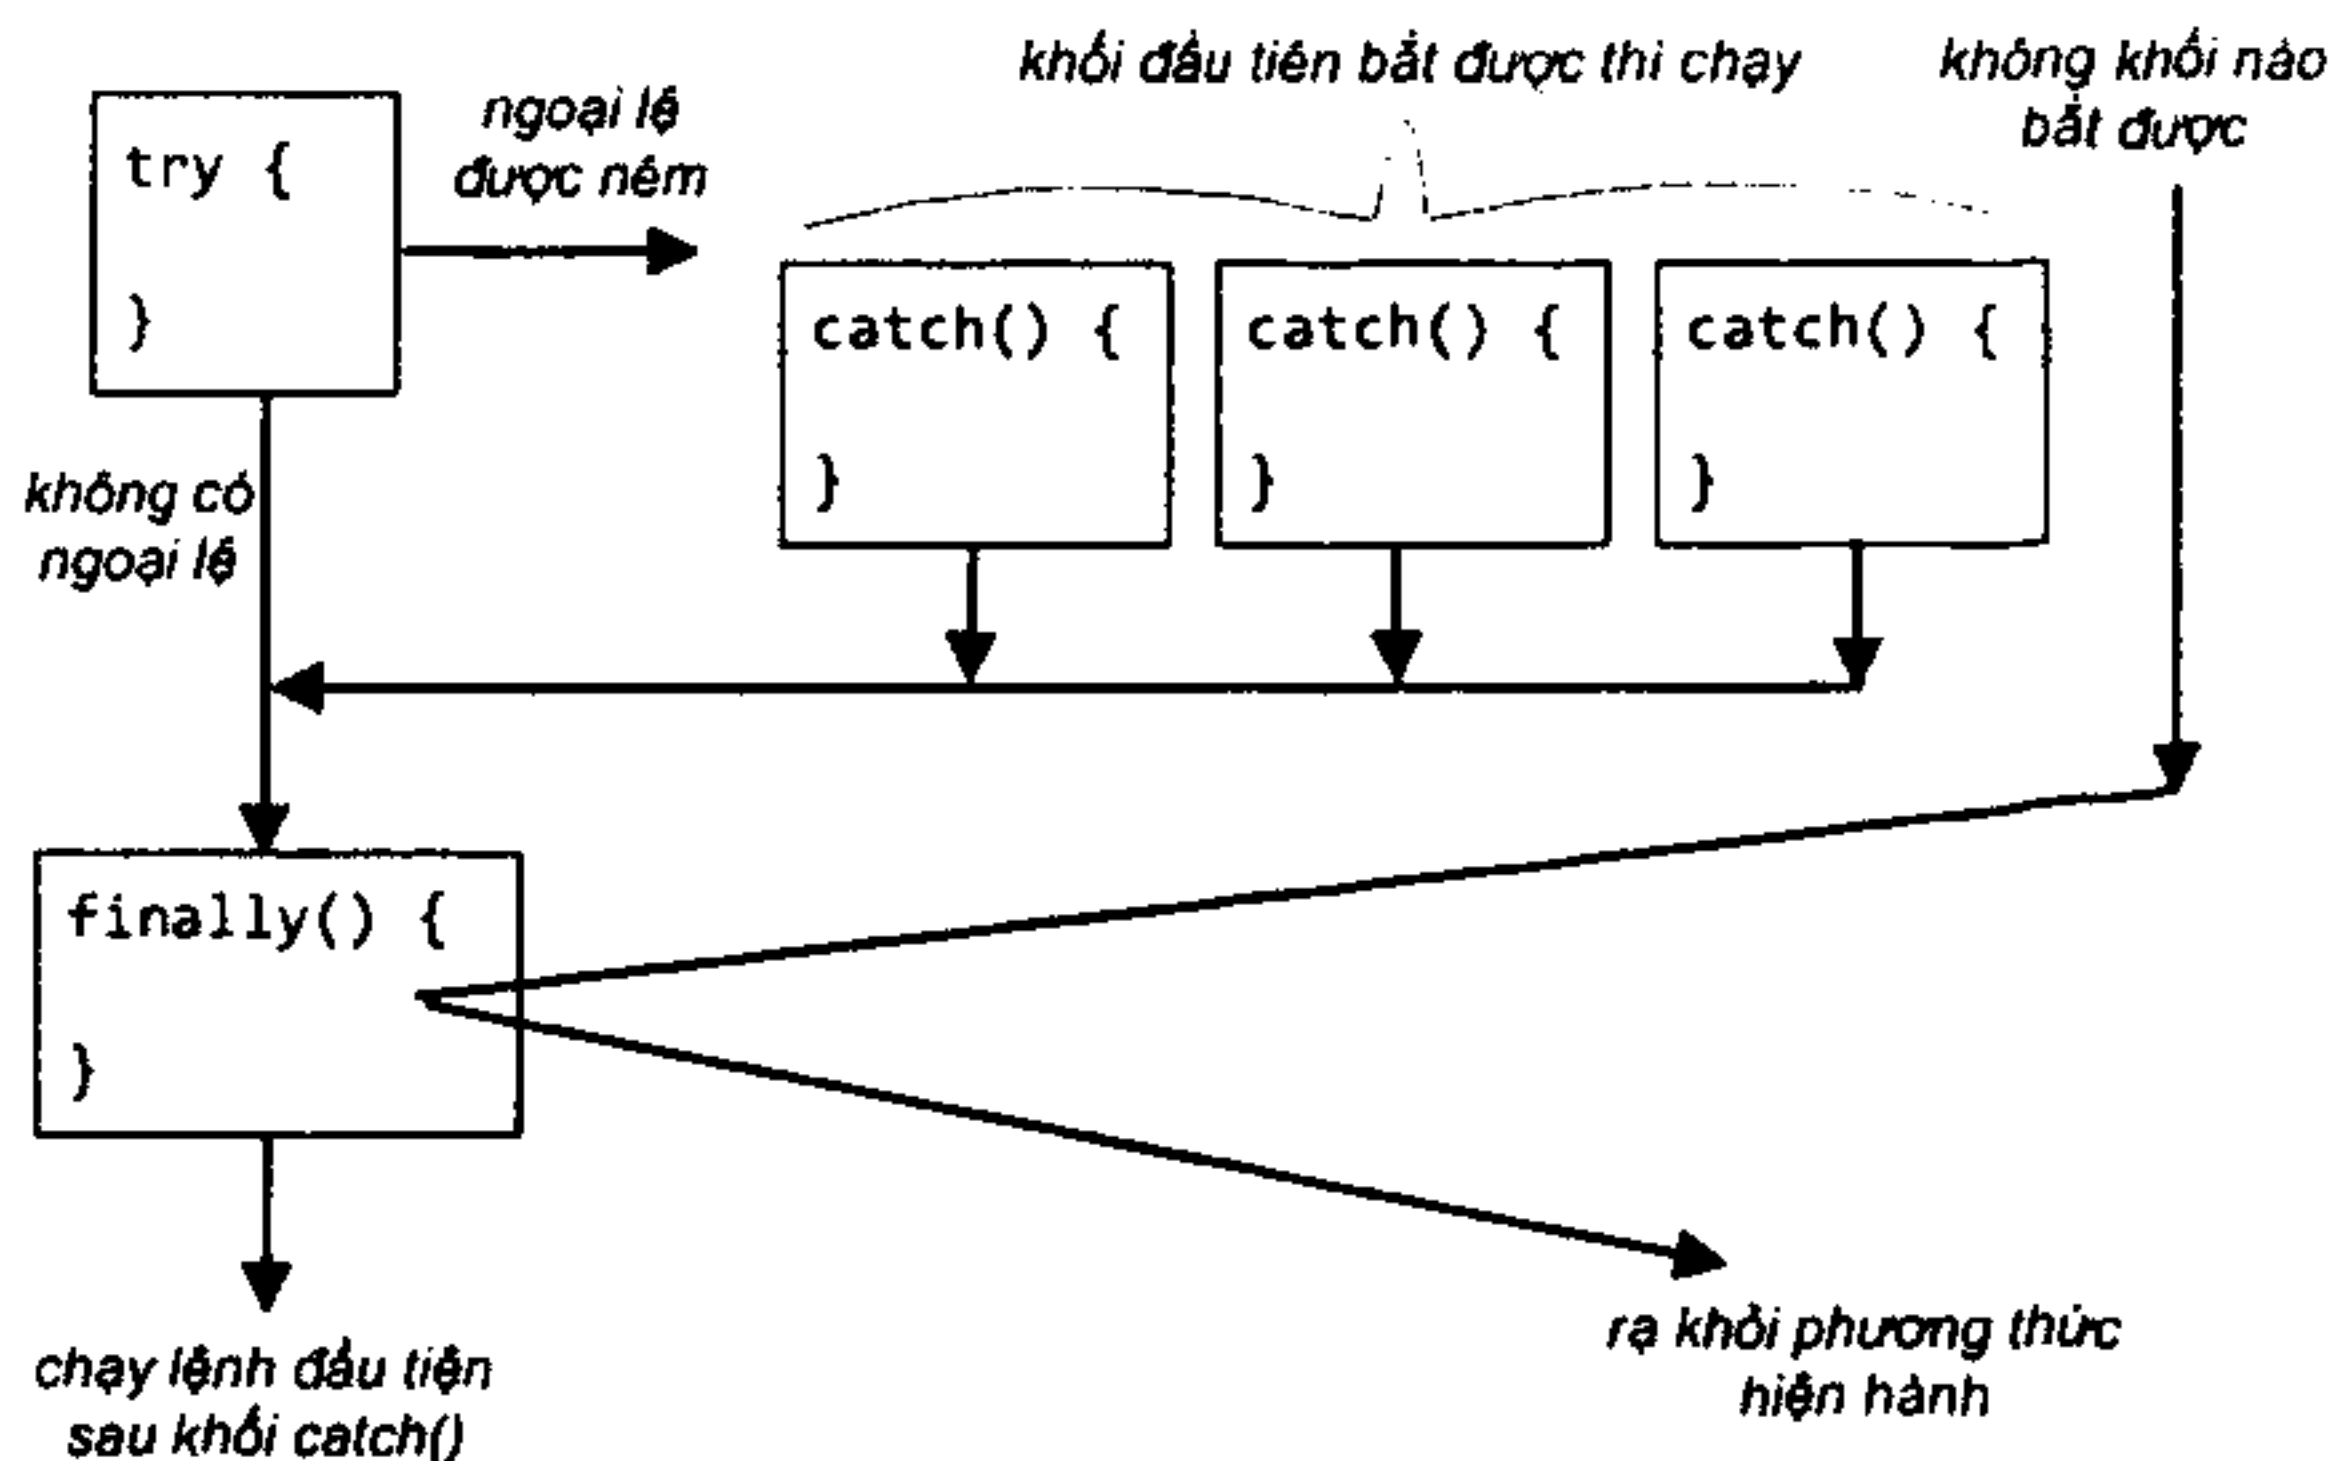 khối đầu tiên bắt được thì chạy
không khối nào
bắt được
ngoại lệ
được ném
try {
}
catch() {
}
catch() {
}
catch() {
}
không có
ngoại lệ
finally() {
}
ra khỏi phương thức
hiện hành
chạy lệnh đầu tiên
sau khối catch()